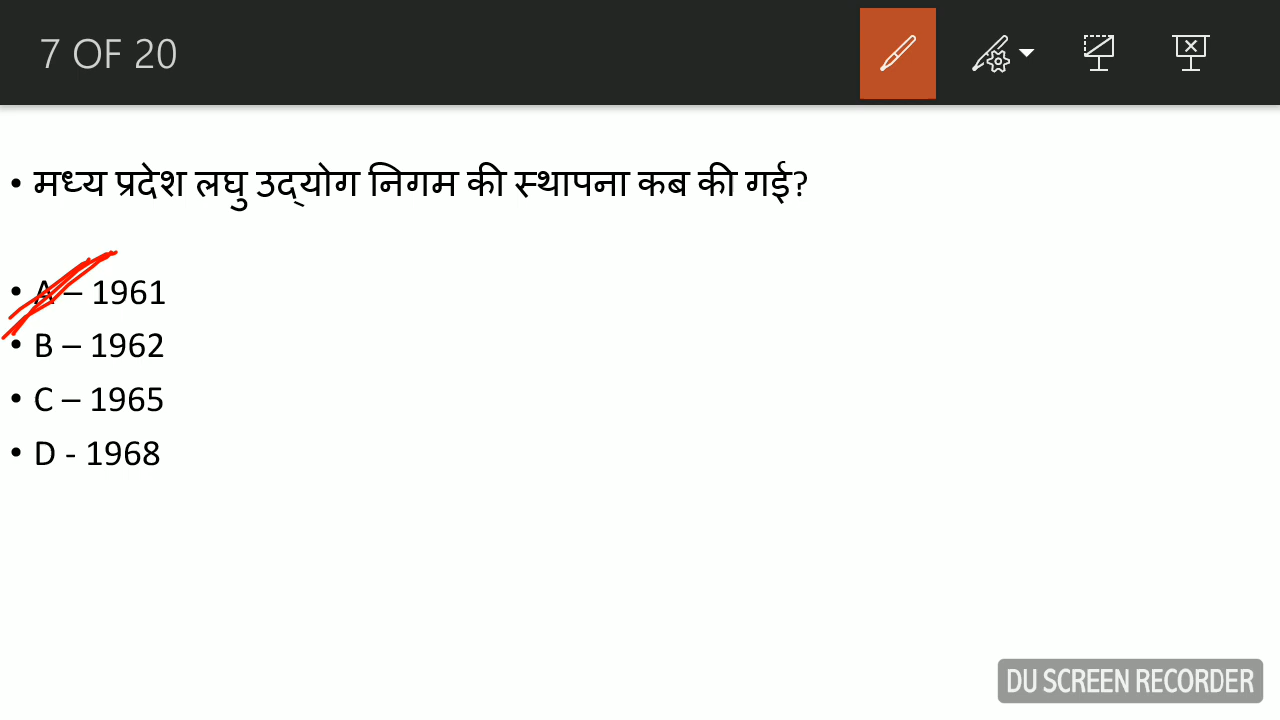 7 OF 20
• मध्य प्रदेश लघु उद्‌योग निगम की स्थापना कब की गई?
• A – 1961
• B – 1962
• C – 1965
• D - 1968
DU SCREEN RECORDER